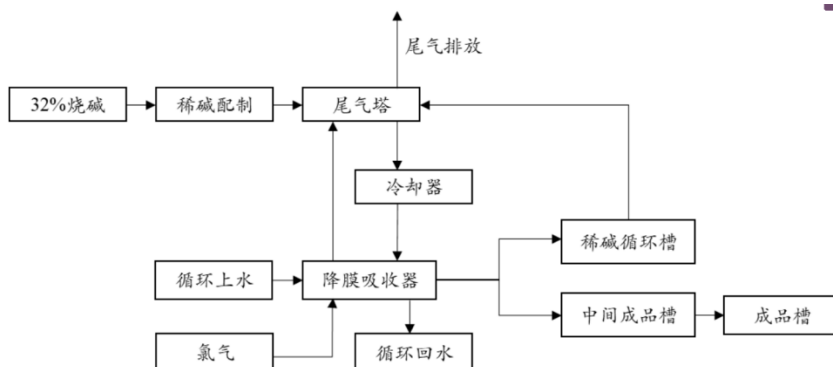 尾气排放
32%烧碱
稀碱配制
尾气塔
冷却器
稀碱循环槽
循环上水
降膜吸收器
中间成品槽
成品槽
氯气
循环回水